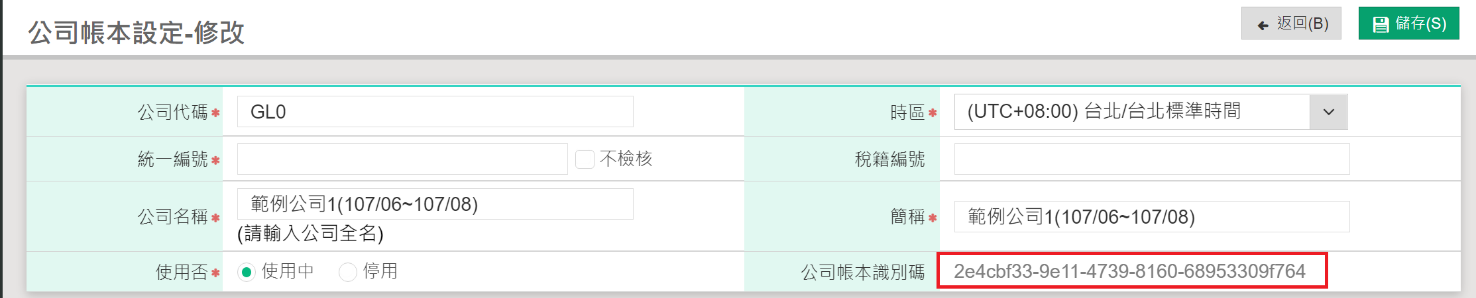 公司帳本設定-修改
返回(B)
儲存(S)
公司代碼* GL0
時區* (UTC+08:00) 台北/台北標準時間
統一編號* 不檢核
稅籍編號
公司名稱* 範例公司1(107/06~107/08)
(請輸入公司全名)
簡稱* 範例公司1(107/06~107/08)
使用否* 使用中 停用
公司帳本識別碼 2e4cbf33-9e11-4739-8160-68953309f764